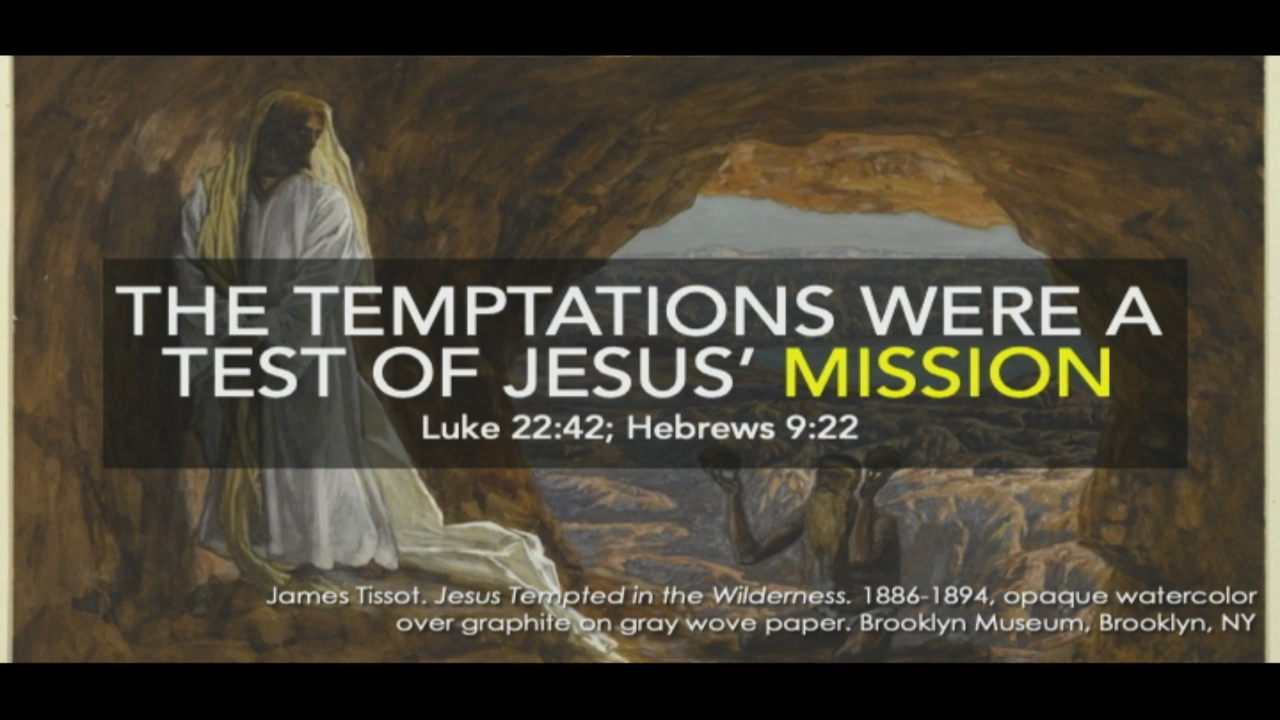 THE TEMPTATIONS WERE A
TEST OF JESUS’ MISSION
Luke 22:42; Hebrews 9:22
James Tissot. Jesus Tempted in the Wilderness. 1886-1894, opaque watercolor
over graphite on gray wove paper. Brooklyn Museum, Brooklyn, NY